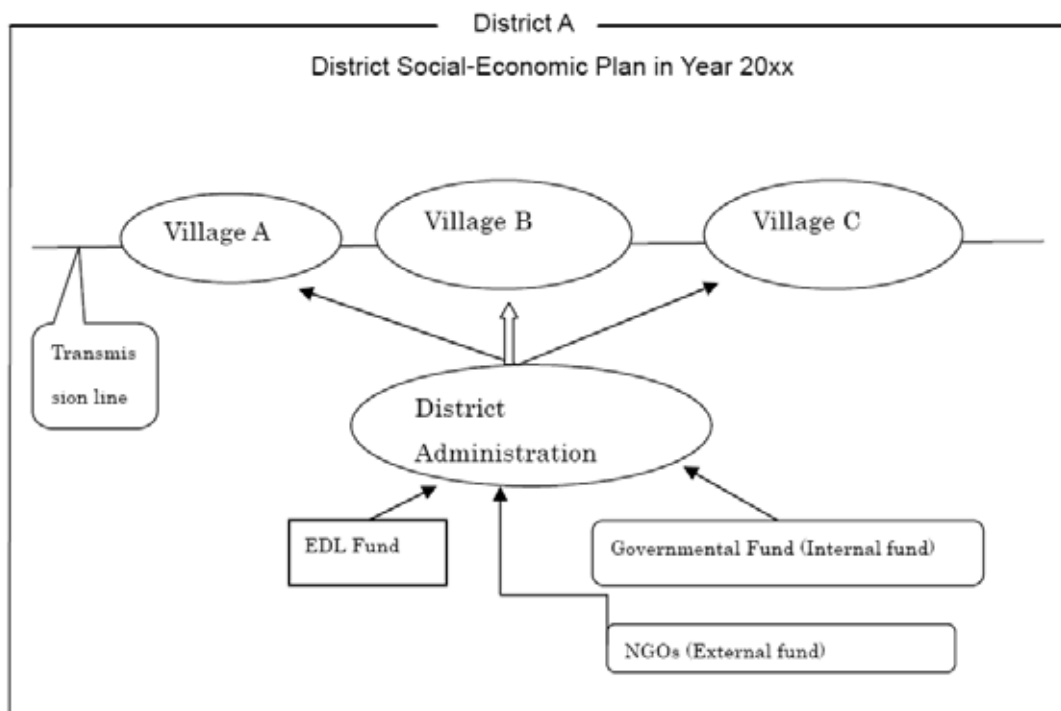 District A
District Social-Economic Plan in Year 20xx
Village A
Village B
Village C
Transmis
sion line
District
Administration
EDL Fund
Governmental Fund (Internal fund)
NGOs (External fund)